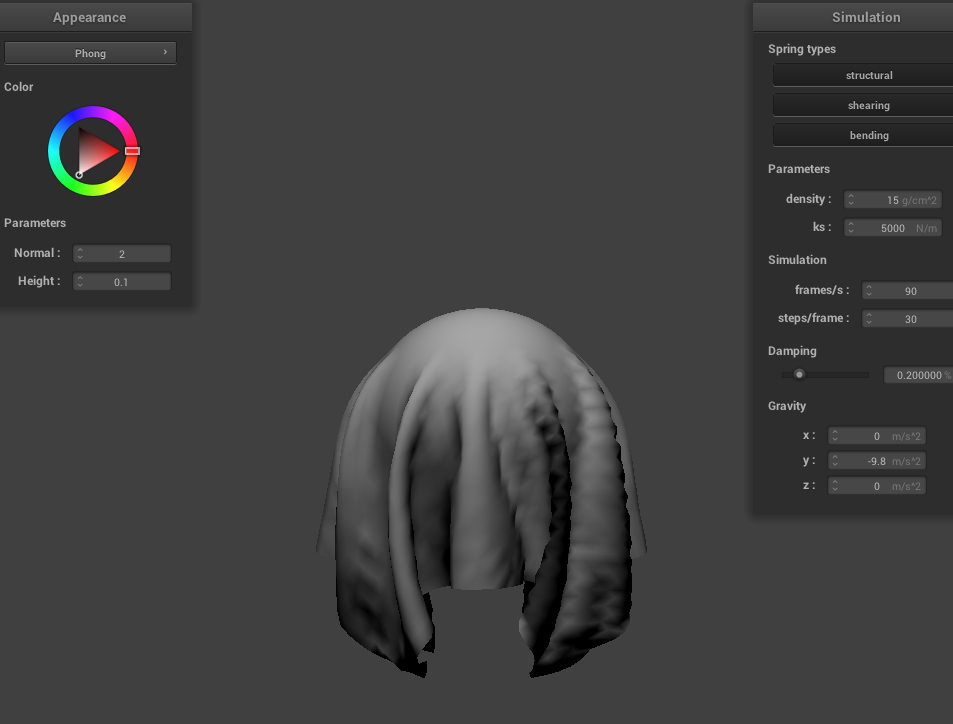 Appearance
Phong
Color
Parameters
Normal : 2
Height : 0.1
Simulation
Spring types
structural
shearing
bending
Parameters
density : 15 g/cm^2
ks : 5000 N/m
Simulation
frames/s : 90
steps/frame : 30
Damping
0.200000 %
Gravity
x : 0 m/s^2
y : -9.8 m/s^2
z : 0 m/s^2